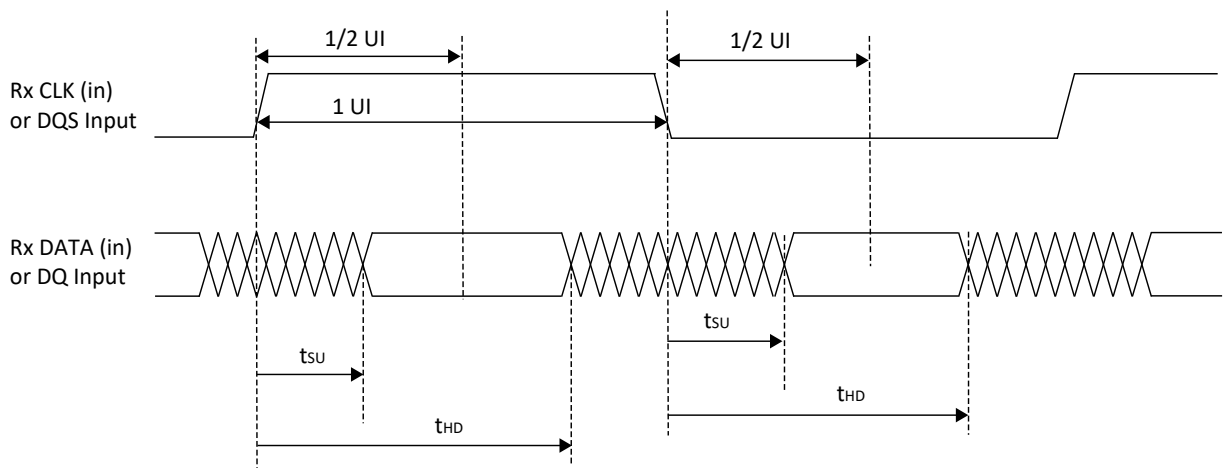 1/2 UI
1/2 UI
Rx CLK (in)
or DQS Input
1 UI
Rx DATA (in)
or DQ Input
tSU
tSU
tHD
tHD